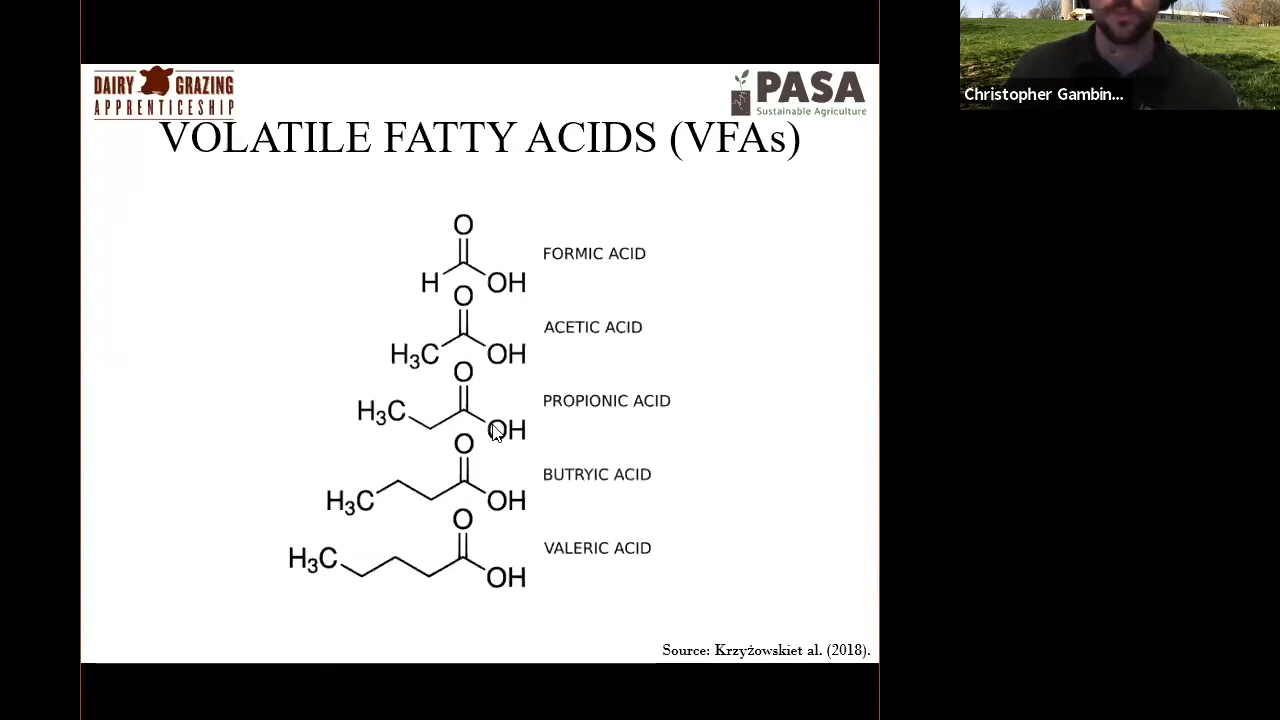 DAIRY GRAZING
APPRENTICESHIP
PASA
Sustainable Agriculture
Christopher Gambin...
VOLATILE FATTY ACIDS (VFAs)
O
H OH
FORMIC ACID
O
H₃C OH
ACETIC ACID
O
H₃C OH
PROPIONIC ACID
O
H₃C OH
BUTRYIC ACID
O
H₃C OH
VALERIC ACID
Source: Krzyżowskiet al. (2018).